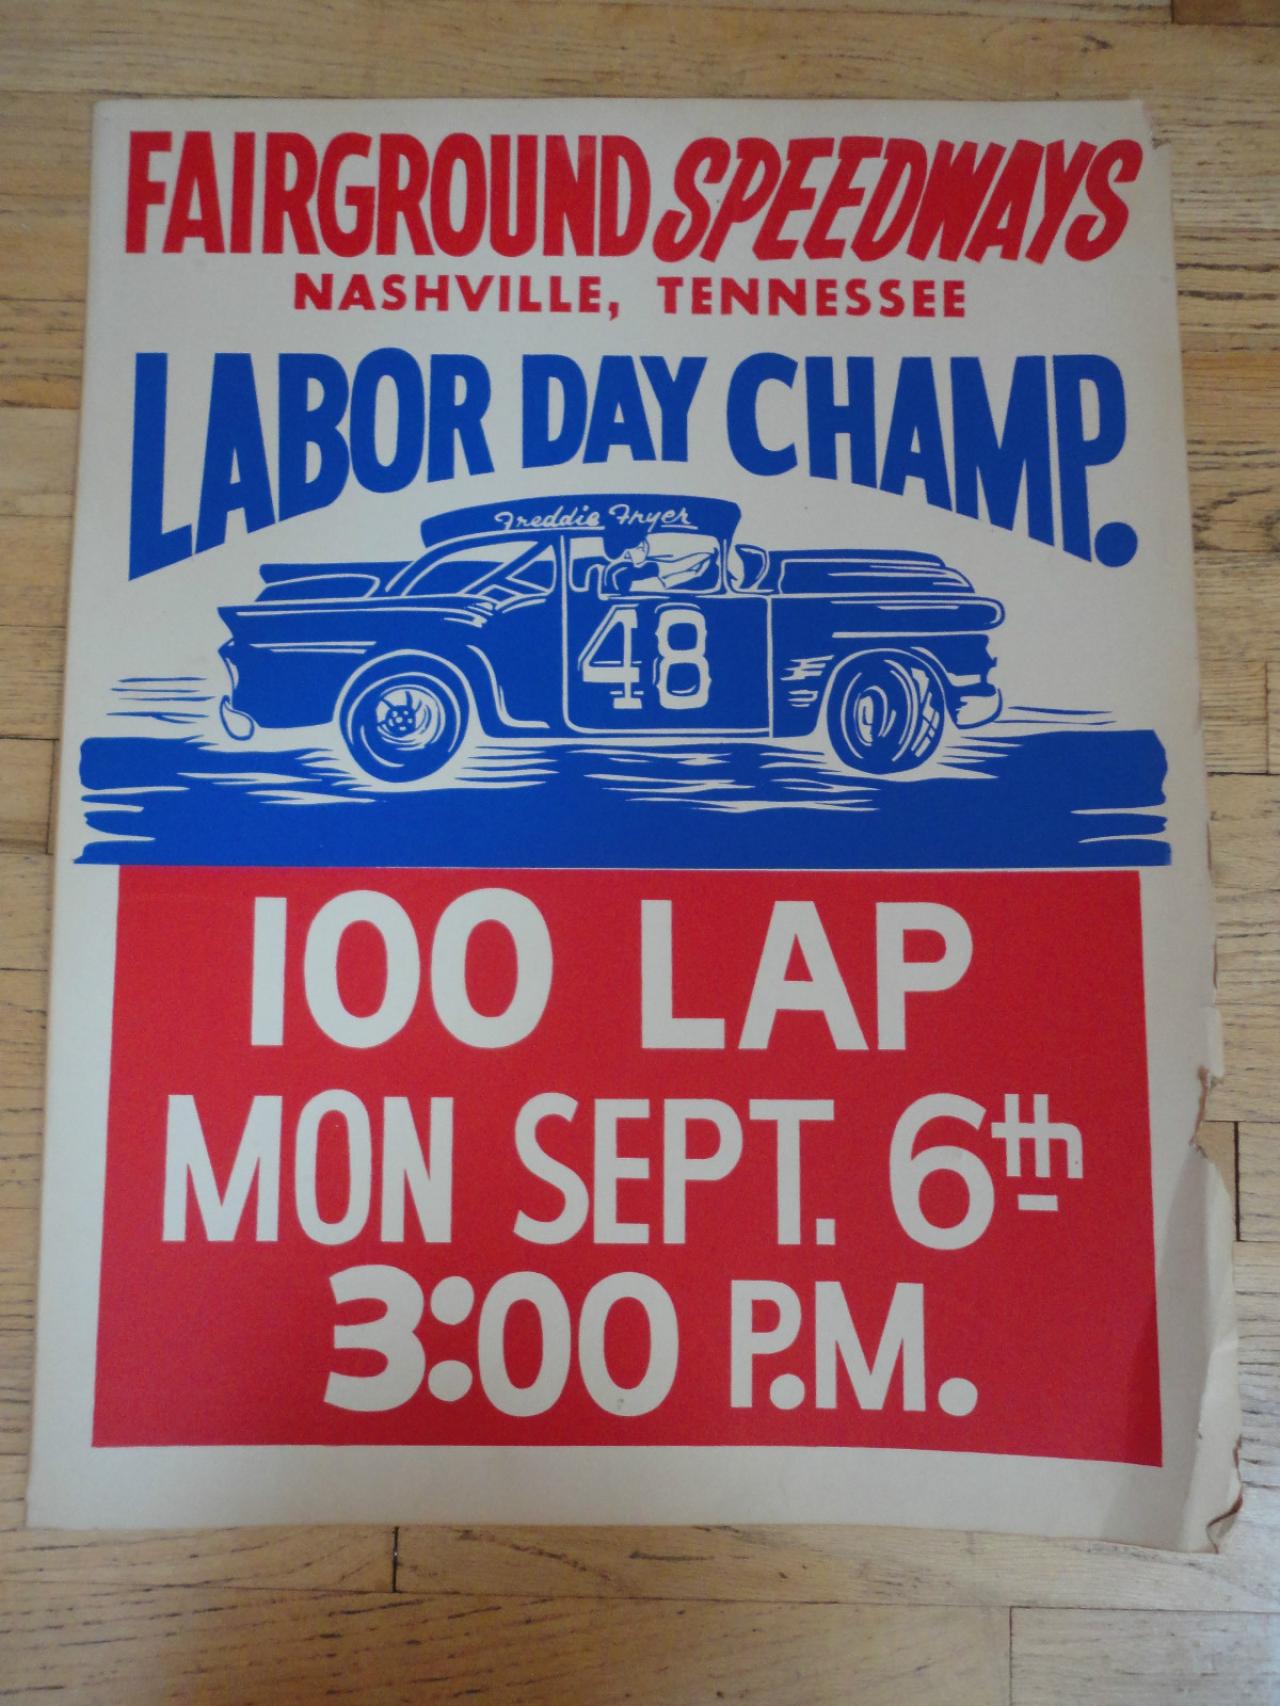 FAIRGROUND SPEEDWAYS
NASHVILLE, TENNESSEE
LABOR DAY CHAMP.
Freddie Fryer
48
100 LAP
MON SEPT. 6th
3:00 P.M.